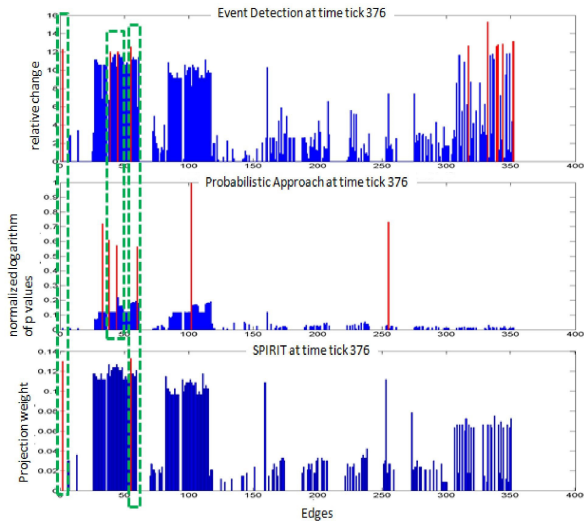 Event Detection at time tick 376
relative change
16
14
12
10
8
6
4
2
0
0 50 100 150 200 250 300 350 400
Probabilistic Approach at time tick 376
normalized logarithm
of p values
1
0.9
0.8
0.7
0.6
0.5
0.4
0.3
0.2
0.1
0
0 50 100 150 200 250 300 350 400
SPIRIT at time tick 376
Projection weight
0.14
0.12
0.1
0.08
0.06
0.04
0.02
0
0 50 100 150 200 250 300 350 400
Edges